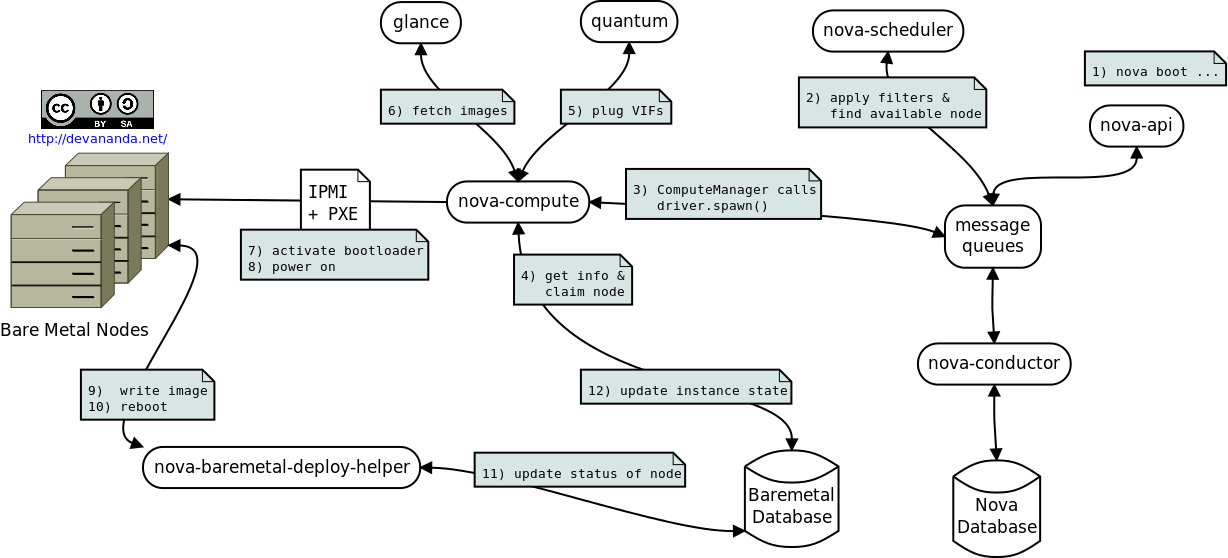 glance
quantum
nova-scheduler
1) nova boot ...
6) fetch images
5) plug VIFs
2) apply filters &
find available node
nova-api
cc
BY SA
http://devananda.net/
IPMI
+ PXE
nova-compute
3) ComputeManager calls
driver.spawn()
message
queues
7) activate bootloader
8) power on
4) get info &
claim node
Bare Metal Nodes
nova-conductor
9) write image
10) reboot
12) update instance state
nova-baremetal-deploy-helper
11) update status of node
Baremetal
Database
Nova
Database